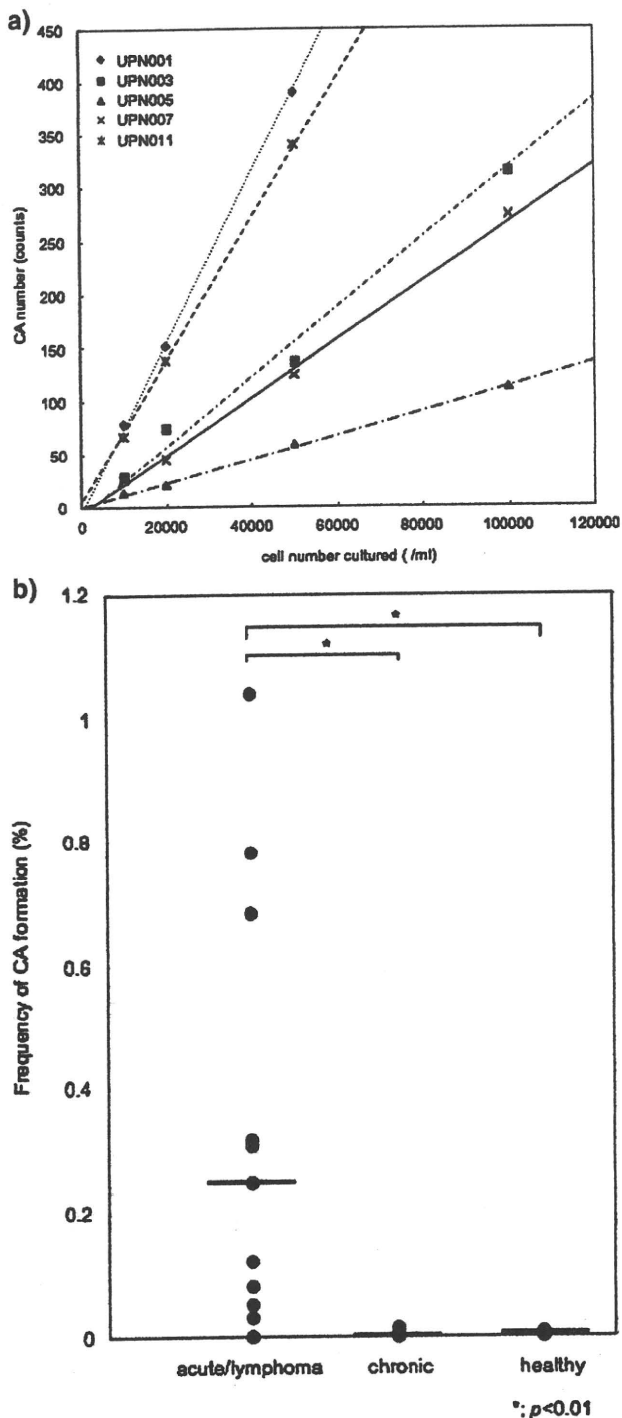 a)
450
400
350
300
250
200
150
100
50
0
UPN001
UPN003
UPN005
UPN007
UPN011
CA number (counts)
0 20000 40000 60000 80000 100000 120000
cell number cultured ( /ml)
b)
1.2
1
0.8
0.6
0.4
0.2
0
Frequency of CA formation (%)
*
*
acute/lymphoma chronic healthy
*: p<0.01